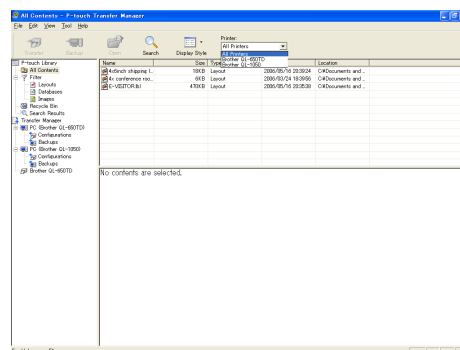 All Contents - P-touch Transfer Manager
File Edit View Tool Help
Transfer Backup Open Search Display Style
Printer:
All Printers
All Printers
Brother QL-650TD
Brother QL-1050
P-touch Library
All Contents
Filter
Layouts
Databases
Images
Recycle Bin
Search Results
Transfer Manager
PC (Brother QL-650TD)
Configurations
Backups
PC (Brother QL-1050)
Configurations
Backups
Brother QL-650TD
Name Size Type Location
4x6inch shipping l... 18KB Layout 2006/05/16 20:39:24 C:¥Documents and ...
4x conference roo... 6KB Layout 2006/03/24 18:39:56 C:¥Documents and ...
E-VISITOR.lbl 470KB Layout 2006/05/16 20:35:38 C:¥Documents and ...
No contents are selected.